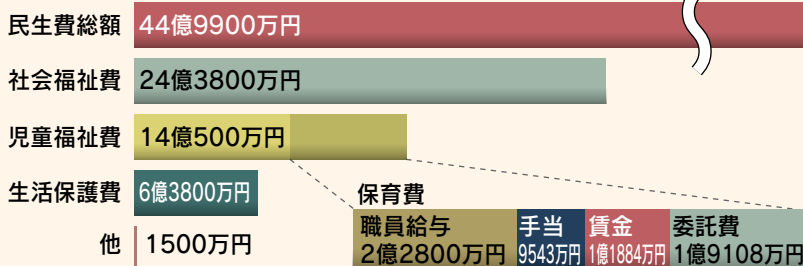 民生費総額 44億9900万円
社会福祉費 24億3800万円
児童福祉費 14億500万円
生活保護費 6億3800万円
他 1500万円
保育費
職員給与 手当 賃金 委託費
2億2800万円 9543万円 1億1884万円 1億9108万円